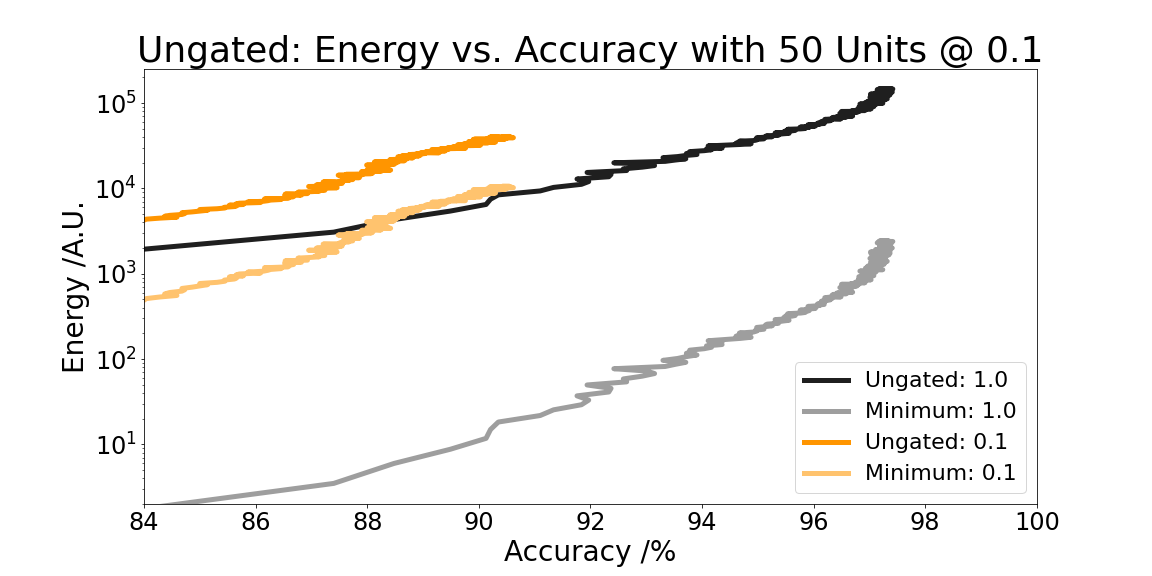 Ungated: Energy vs. Accuracy with 50 Units @ 0.1
Energy /A.U.
10^5
10^4
10^3
10^2
10^1
Ungated: 1.0
Minimum: 1.0
Ungated: 0.1
Minimum: 0.1
84 86 88 90 92 94 96 98 100
Accuracy /%